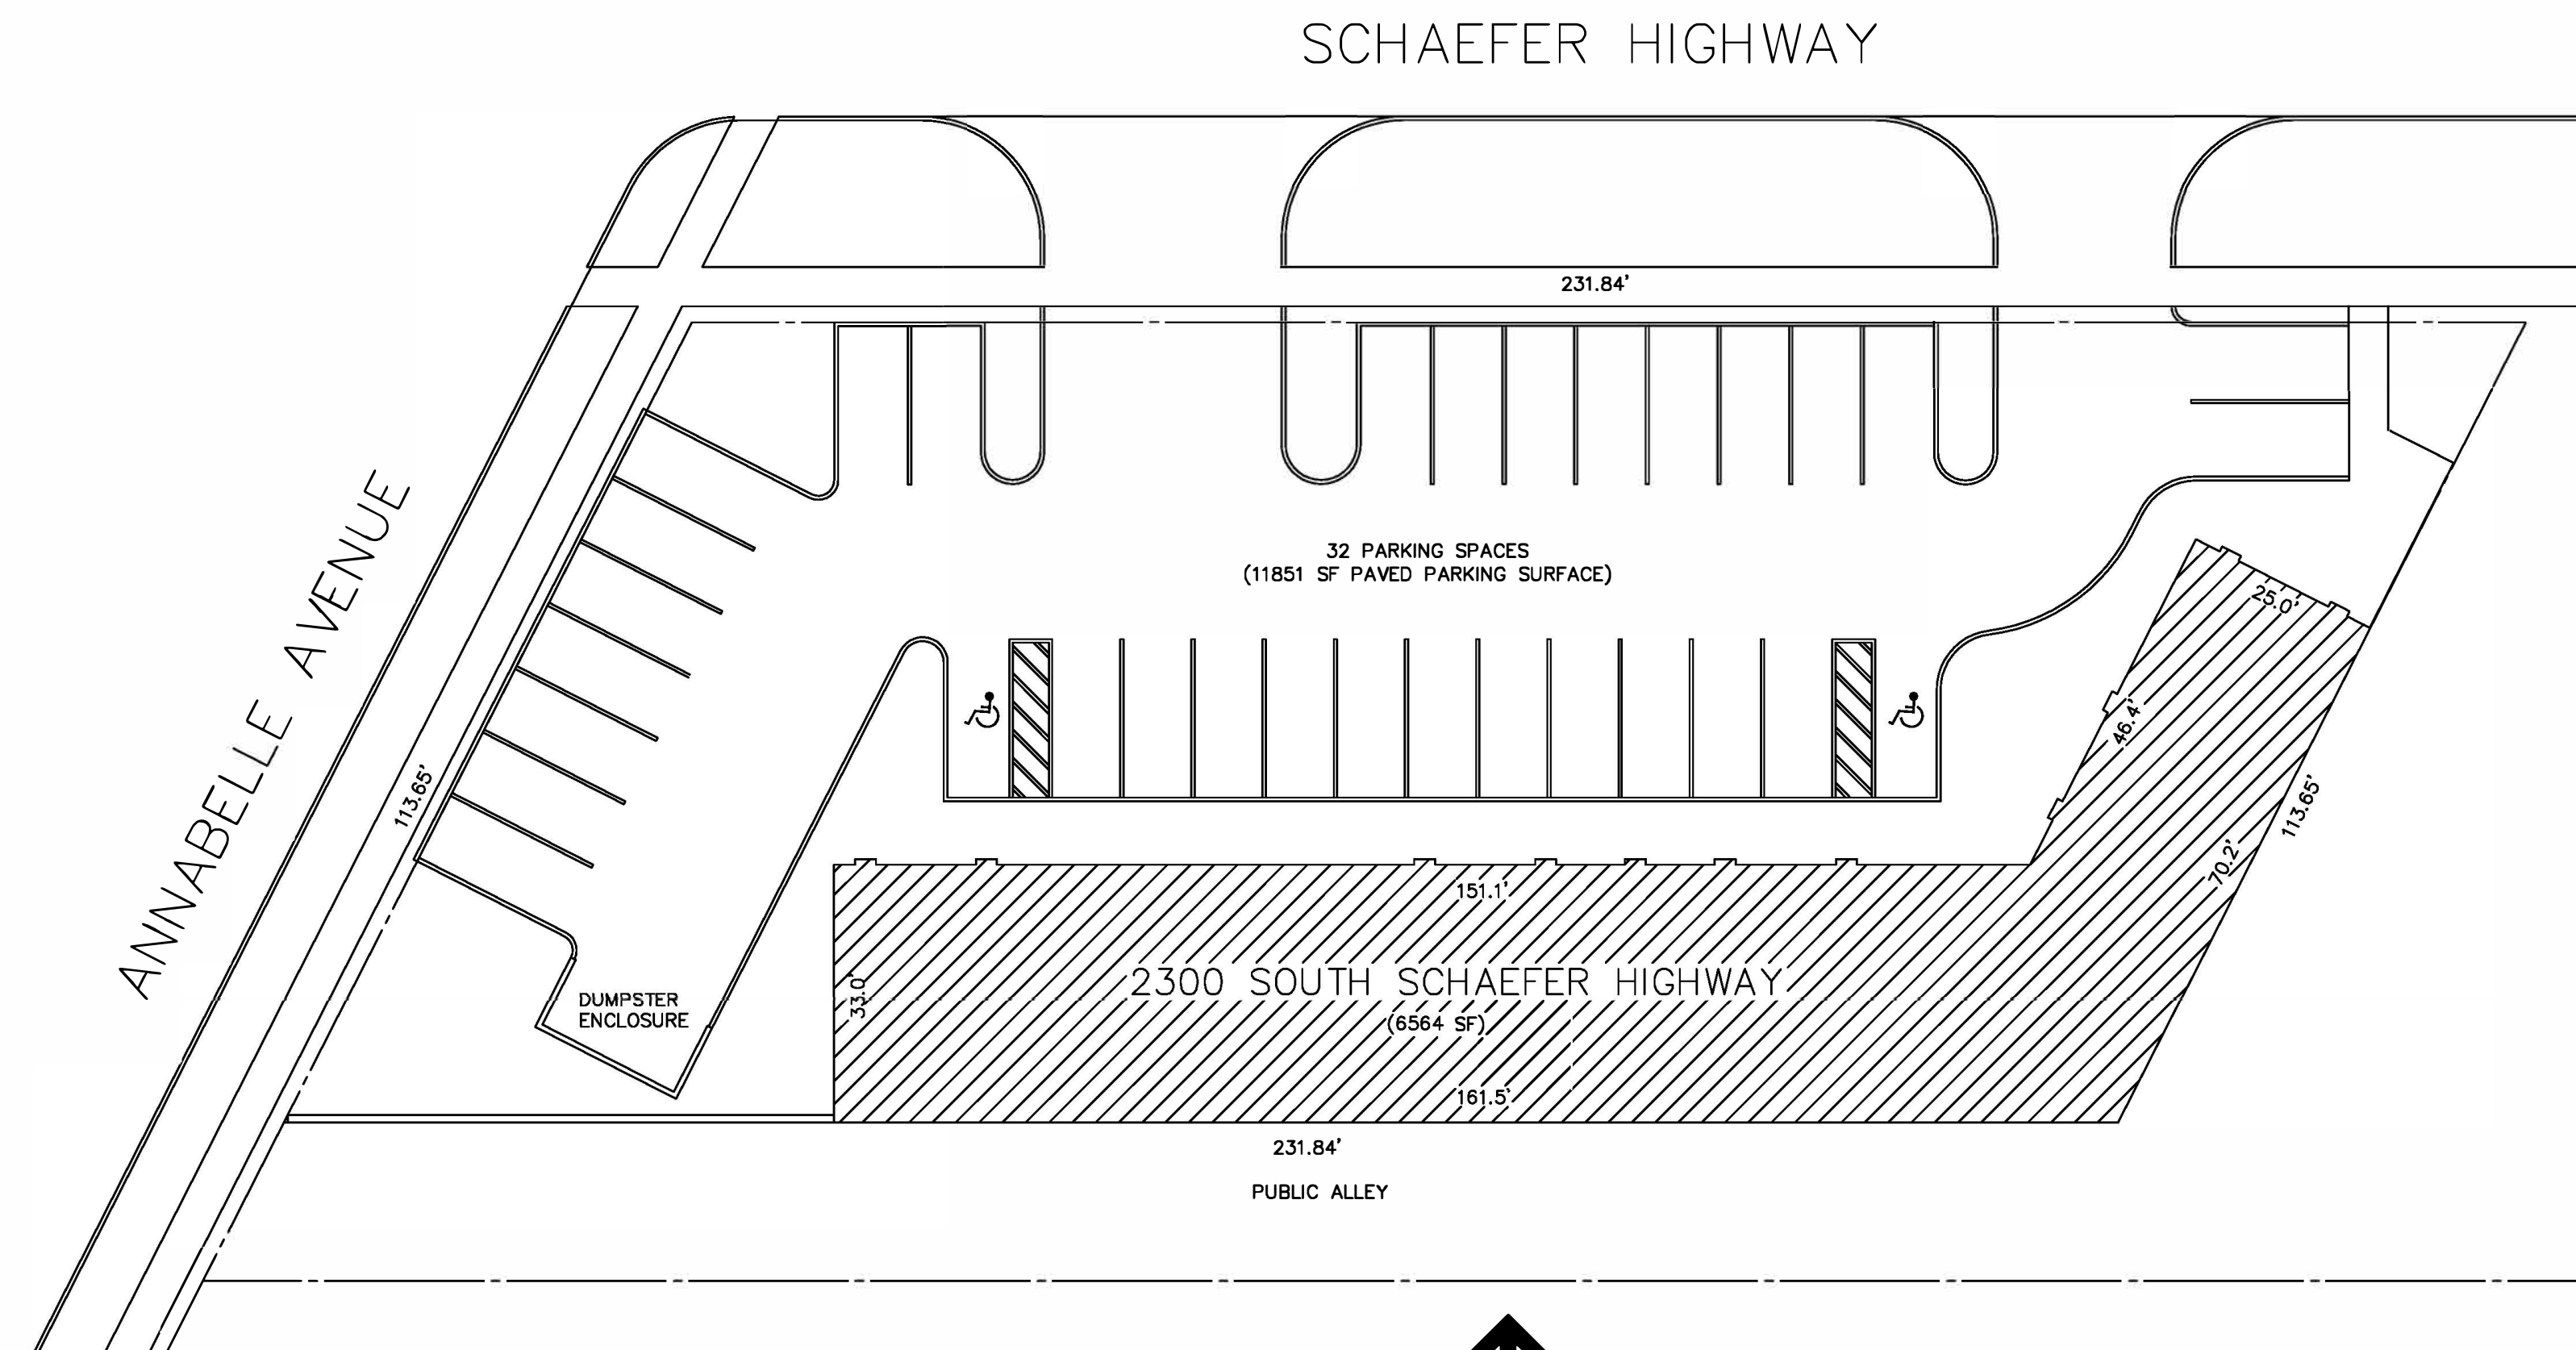 SCHAEFER HIGHWAY
231.84'
32 PARKING SPACES
(11851 SF PAVED PARKING SURFACE)
ANNABELLE AVENUE
113.65'
25.0'
46.4'
113.65'
70.2'
151.1'
2300 SOUTH SCHAEFER HIGHWAY
(6564 SF)
33.0'
DUMPSTER
ENCLOSURE
161.5'
231.84'
PUBLIC ALLEY